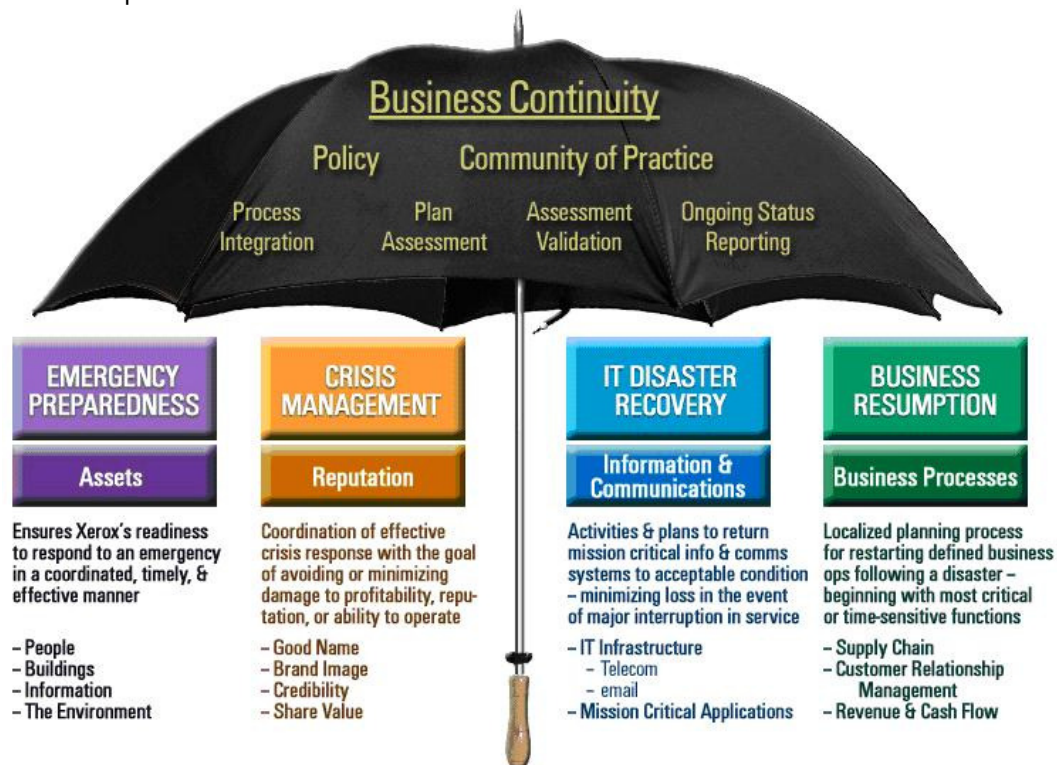 Business Continuity
Policy Community of Practice
Process Integration
Plan Assessment
Assessment Validation
Ongoing Status Reporting
EMERGENCY
PREPAREDNESS
Assets
Ensures Xerox's readiness
to respond to an emergency
in a coordinated, timely, &
effective manner
– People
– Buildings
– Information
– The Environment
CRISIS
MANAGEMENT
Reputation
Coordination of effective
crisis response with the goal
of avoiding or minimizing
damage to profitability, repu-
tation, or ability to operate
– Good Name
– Brand Image
– Credibility
– Share Value
IT DISASTER
RECOVERY
Information &
Communications
Activities & plans to return
mission critical info & comms
systems to acceptable condition
– minimizing loss in the event
of major interruption in service
– IT Infrastructure
– Telecom
– email
– Mission Critical Applications
BUSINESS
RESUMPTION
Business Processes
Localized planning process
for restarting defined business
ops following a disaster –
beginning with most critical
or time-sensitive functions
– Supply Chain
– Customer Relationship
Management
– Revenue & Cash Flow